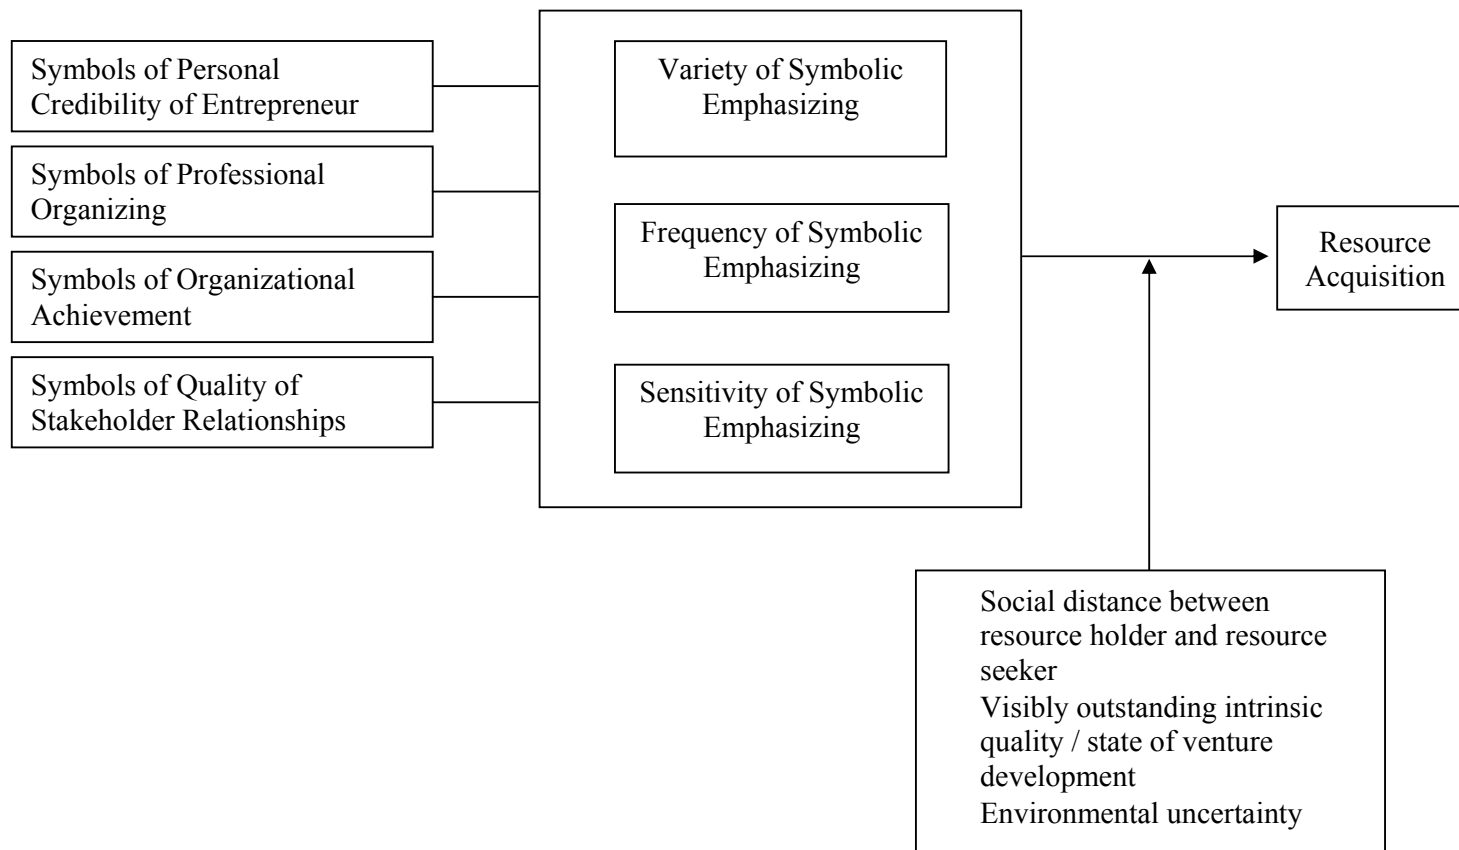 Symbols of Personal
Credibility of Entrepreneur
Symbols of Professional
Organizing
Symbols of Organizational
Achievement
Symbols of Quality of
Stakeholder Relationships
Variety of Symbolic
Emphasizing
Frequency of Symbolic
Emphasizing
Sensitivity of Symbolic
Emphasizing
Resource
Acquisition
Social distance between
resource holder and resource
seeker
Visibly outstanding intrinsic
quality / state of venture
development
Environmental uncertainty